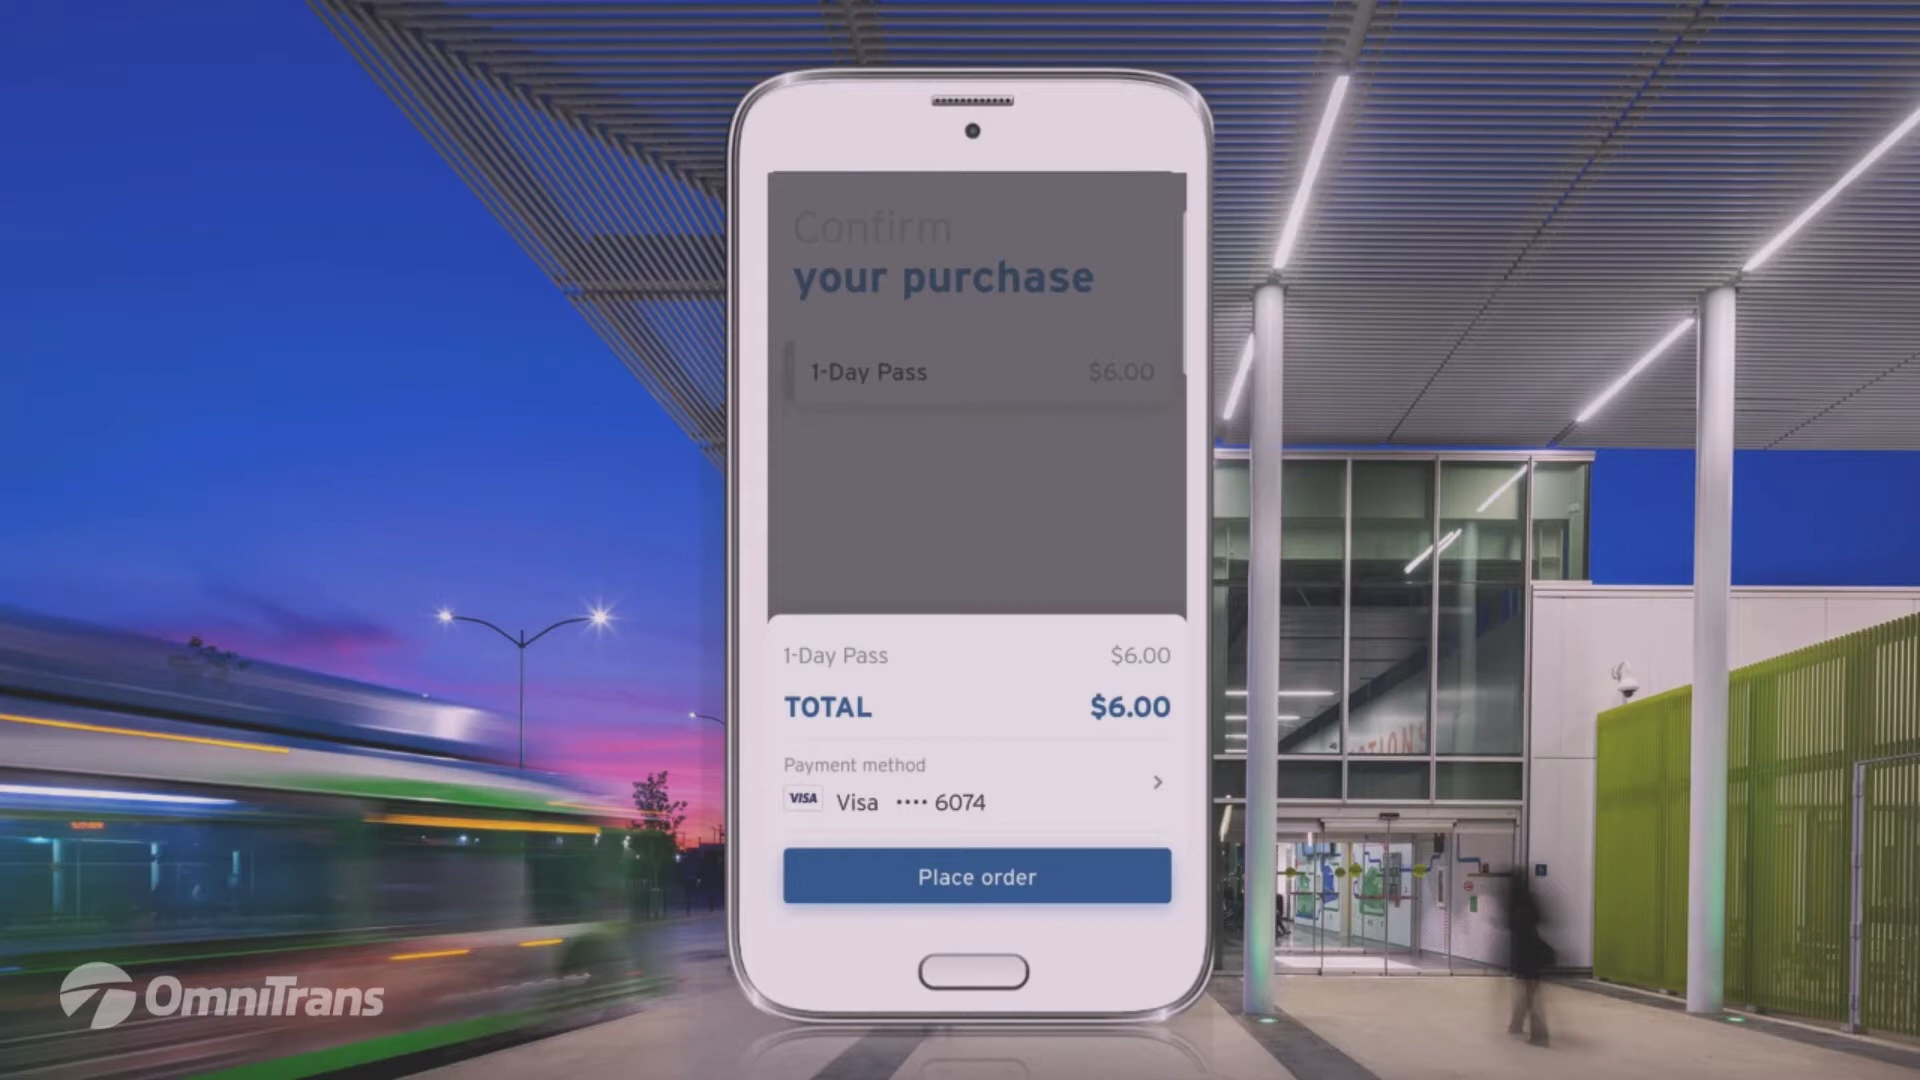 Confirm
your purchase
1-Day Pass $6.00
1-Day Pass $6.00
TOTAL $6.00
Payment method
VISA Visa •••• 6074
Place order
OmniTrans